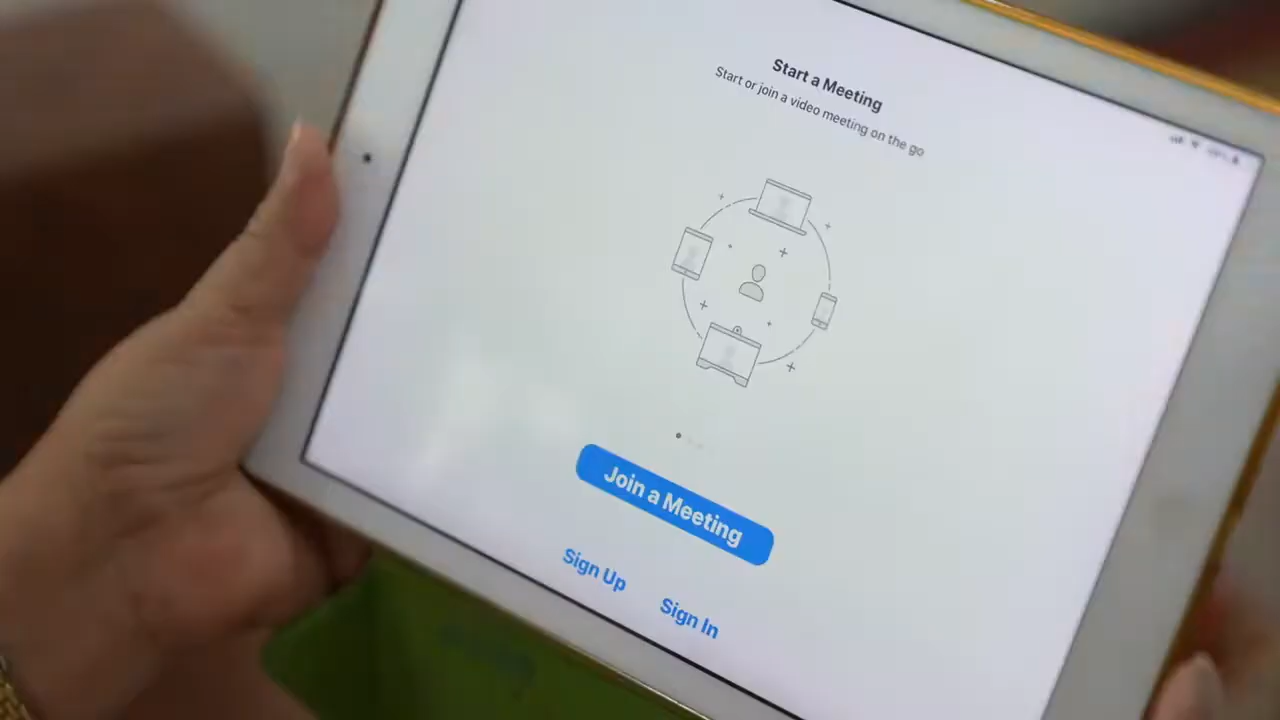 Start a Meeting
Start or join a video meeting on the go
Join a Meeting
Sign Up
Sign In